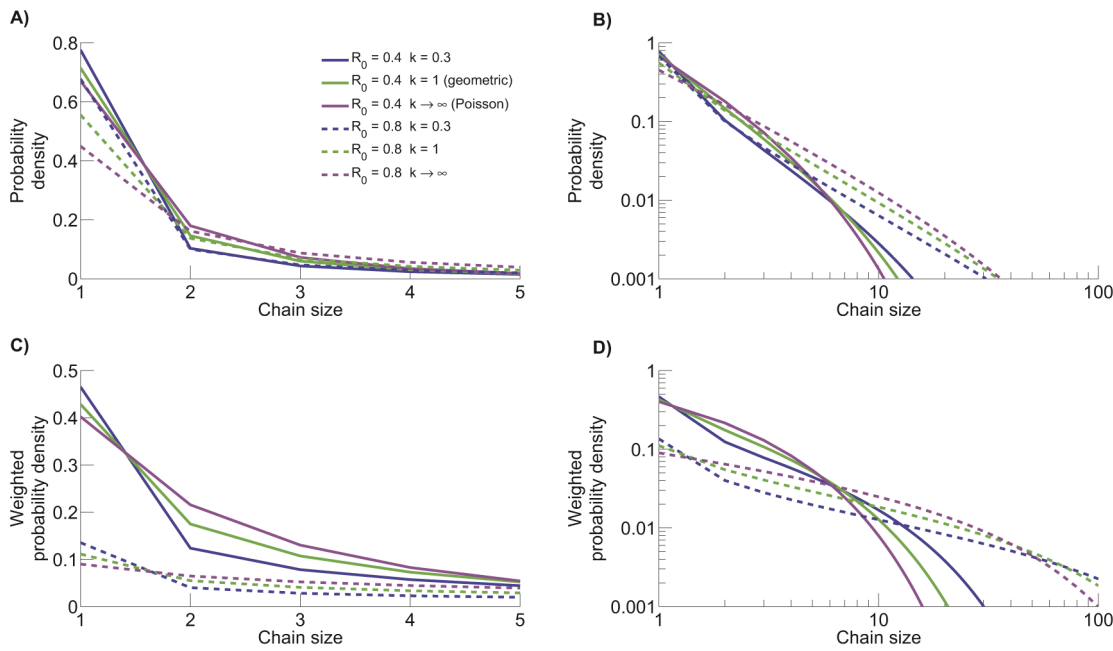 A)
0.8
0.6
0.4
0.2
0
1
2
3
4
5
Probability
density
Chain size
R0 = 0.4 k = 0.3
R0 = 0.4 k = 1 (geometric)
R0 = 0.4 k → ∞ (Poisson)
R0 = 0.8 k = 0.3
R0 = 0.8 k = 1
R0 = 0.8 k → ∞
B)
1
0.1
0.01
0.001
1
10
100
Probability
density
Chain size
C)
0.5
0.4
0.3
0.2
0.1
0
1
2
3
4
5
Weighted
probability density
Chain size
D)
1
0.1
0.01
0.001
1
10
100
Weighted
probability density
Chain size